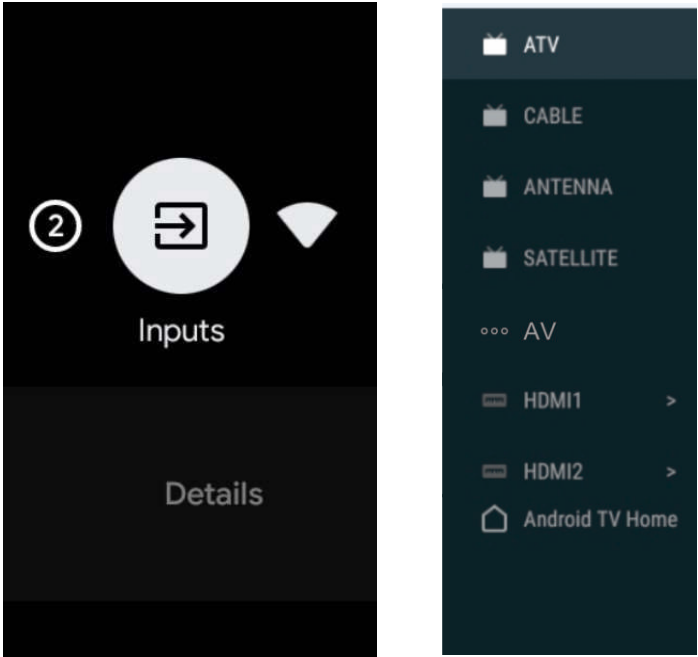 2
Inputs
Details
ATV
CABLE
ANTENNA
SATELLITE
AV
HDMI1 >
HDMI2 >
Android TV Home